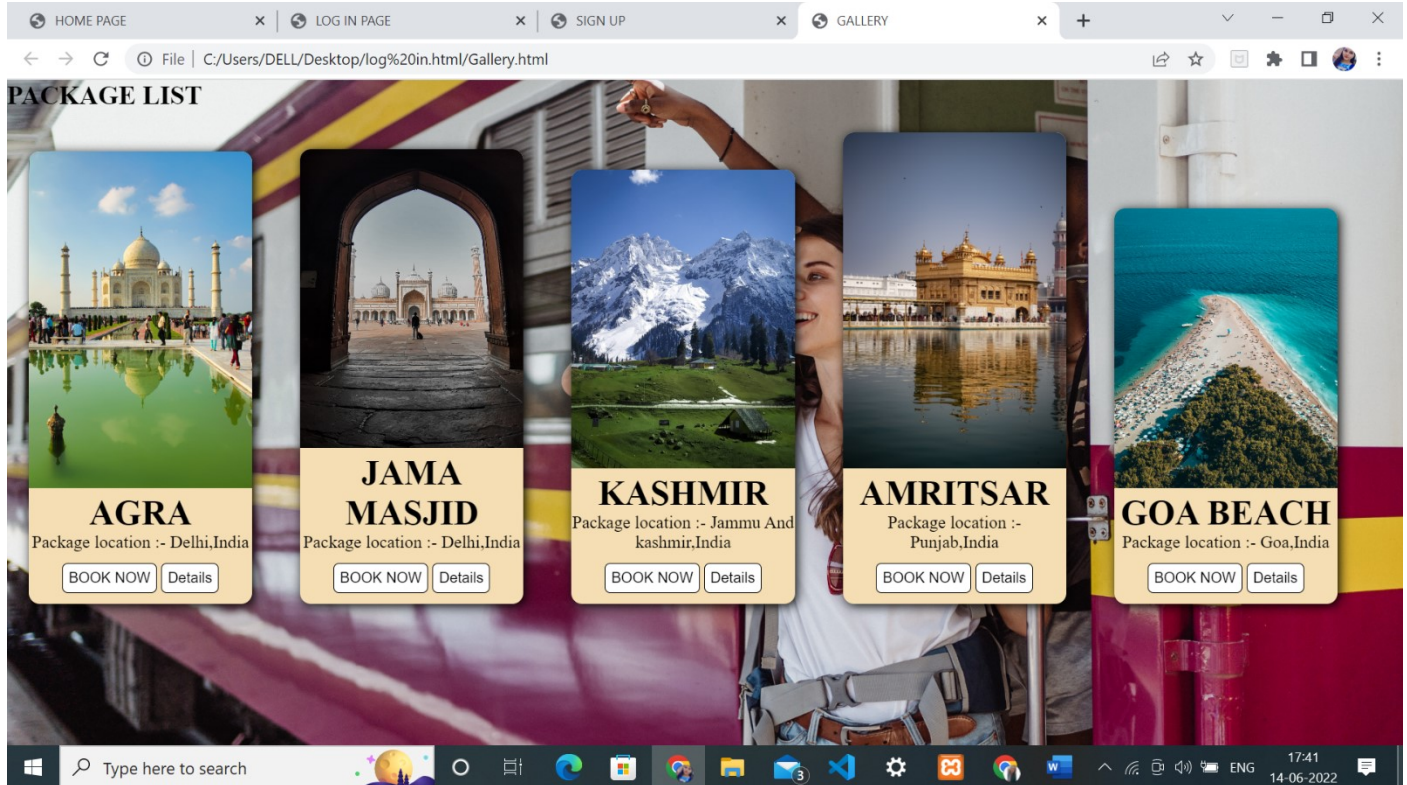 HOME PAGE
LOG IN PAGE
SIGN UP
GALLERY
File
C:/Users/DELL/Desktop/log%20in.html/Gallery.html
PACKAGE LIST
AGRA
Package location :- Delhi,India
BOOK NOW
Details
JAMA
MASJID
Package location :- Delhi,India
BOOK NOW
Details
KASHMIR
Package location :- Jammu And
kashmir,India
BOOK NOW
Details
AMRITSAR
Package location :-
Punjab,India
BOOK NOW
Details
GOA BEACH
Package location :- Goa,India
BOOK NOW
Details
Type here to search
3
ENG
17:41
14-06-2022